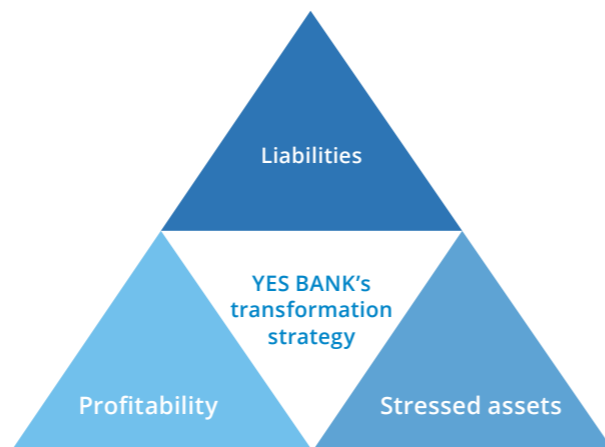 Liabilities
YES BANK’s
transformation
strategy
Profitability
Stressed assets